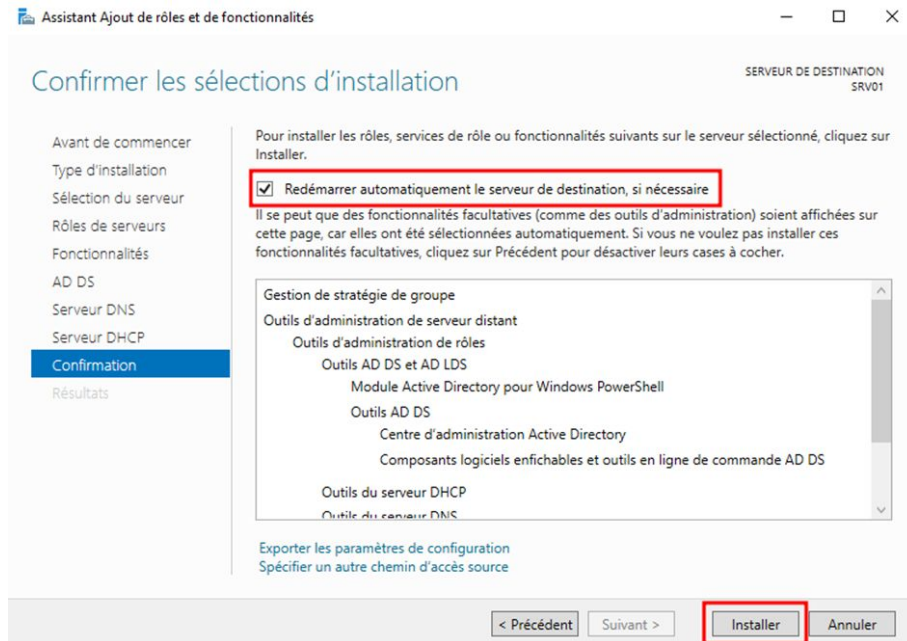 Assistant Ajout de rôles et de fonctionnalités
Confirmer les sélections d'installation
SERVEUR DE DESTINATION
SRV01
Avant de commencer
Type d'installation
Sélection du serveur
Rôles de serveurs
Fonctionnalités
AD DS
Serveur DNS
Serveur DHCP
Confirmation
Résultats
Pour installer les rôles, services de rôle ou fonctionnalités suivants sur le serveur sélectionné, cliquez sur
Installer.
Redémarrer automatiquement le serveur de destination, si nécessaire
Il se peut que des fonctionnalités facultatives (comme des outils d'administration) soient affichées sur
cette page, car elles ont été sélectionnées automatiquement. Si vous ne voulez pas installer ces
fonctionnalités facultatives, cliquez sur Précédent pour désactiver leurs cases à cocher.
Gestion de stratégie de groupe
Outils d'administration de serveur distant
Outils d'administration de rôles
Outils AD DS et AD LDS
Module Active Directory pour Windows PowerShell
Outils AD DS
Centre d'administration Active Directory
Composants logiciels enfichables et outils en ligne de commande AD DS
Outils du serveur DHCP
Outils du serveur DNS
Exporter les paramètres de configuration
Spécifier un autre chemin d'accès source
< Précédent
Suivant >
Installer
Annuler